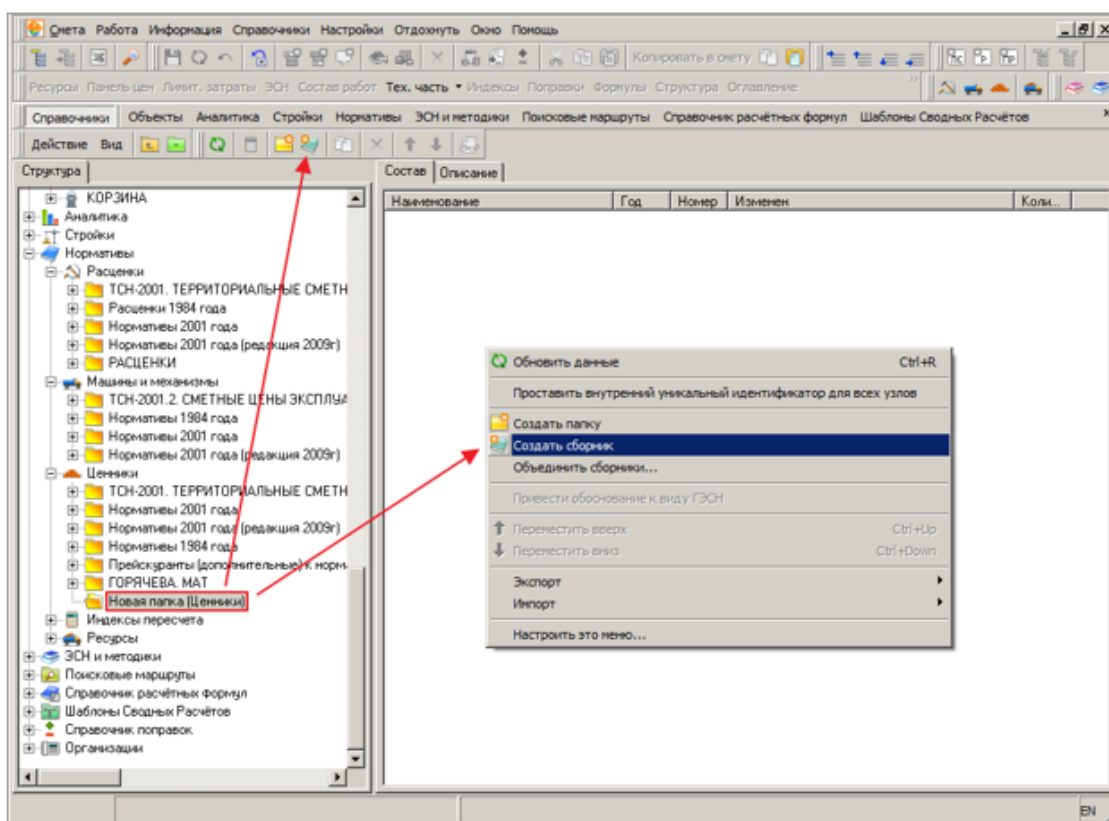 Смета Работа Информация Справочники Настройки Отдохнуть Окно Помощь
Копировать в смету
Ресурсы Панель цен Лимит. затраты ЭСН Состав работ Тех. часть Индексы Поправки Формулы Структура Оглавление
Справочники Объекты Аналитика Стройки Нормативы ЭСН и методики Поисковые маршруты Справочник расчётных формул Шаблоны Сводных Расчётов
Действие Вид
Структура
Состав Описание
Наименование Год Номер Изменен Коли...
КОРЗИНА
Аналитика
Стройки
Нормативы
Расценки
ТСН-2001. ТЕРРИТОРИАЛЬНЫЕ СМЕТН
Расценки 1984 года
Нормативы 2001 года
Нормативы 2001 года (редакция 2009г)
РАСЦЕНКИ
Машины и механизмы
ТСН-2001.2. СМЕТНЫЕ ЦЕНЫ ЭКСПЛУА
Нормативы 1984 года
Нормативы 2001 года
Нормативы 2001 года (редакция 2009г)
Ценники
ТСН-2001. ТЕРРИТОРИАЛЬНЫЕ СМЕТН
Нормативы 2001 года
Нормативы 2001 года (редакция 2009г)
Нормативы 1984 года
Прейскуранты (дополнительные) к норм.
ГОРЯЧЕВА. МАТ
Новая папка (Ценники)
Индексы пересчета
Ресурсы
ЭСН и методики
Поисковые маршруты
Справочник расчётных формул
Шаблоны Сводных Расчётов
Справочник поправок
Организации
Обновить данные Ctrl+R
Проставить внутренний уникальный идентификатор для всех узлов
Создать папку
Создать сборник
Объединить сборники...
Привести обоснование к виду ГЭСН
Переместить вверх Ctrl+Up
Переместить вниз Ctrl+Down
Экспорт
Импорт
Настроить это меню...
EN